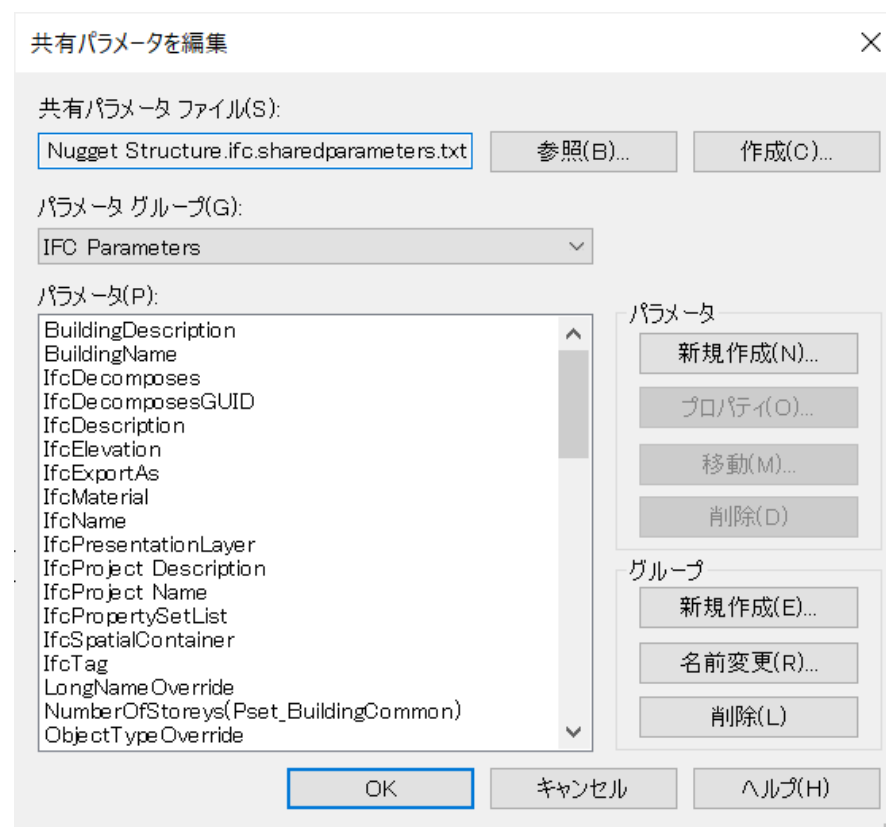 共有パラメータを編集
共有パラメータ ファイル(S):
Nugget Structure.ifc.sharedparameters.txt
参照(B)...
作成(C)...
パラメータ グループ(G):
IFC Parameters
パラメータ(P):
BuildingDescription
BuildingName
IfcDecomposes
IfcDecomposesGUID
IfcDescription
IfcElevation
IfcExportAs
IfcMaterial
IfcName
IfcPresentationLayer
IfcProject Description
IfcProject Name
IfcPropertySetList
IfcSpatialContainer
IfcTag
LongNameOverride
NumberOfStoreys(Pset_BuildingCommon)
ObjectTypeOverride
パラメータ
新規作成(N)...
プロパティ(O)...
移動(M)...
削除(D)
グループ
新規作成(E)...
名前変更(R)...
削除(L)
OK
キャンセル
ヘルプ(H)